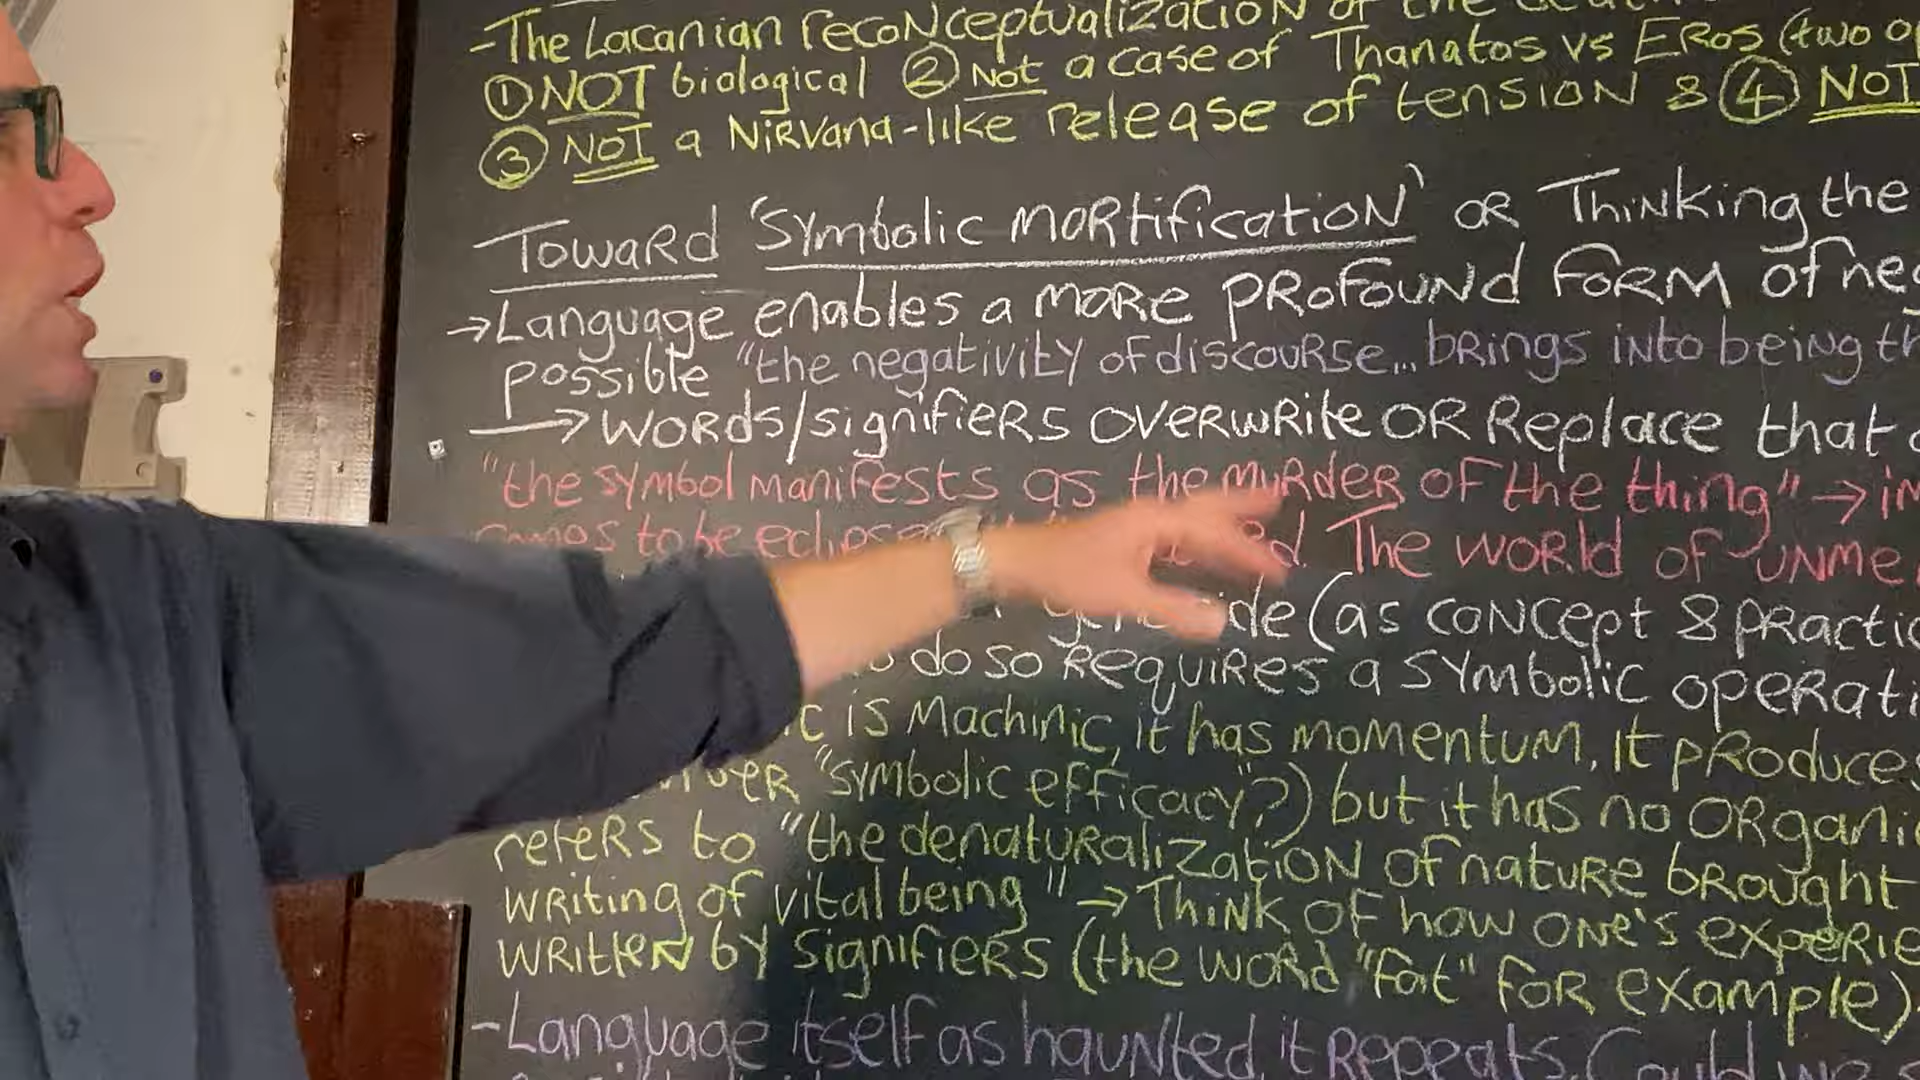 -The Lacanian reconceptualization of the death
① NOT biological ② Not a case of Thanatos vs Eros (two
③ NOT a Nirvana-like release of tension & ④ NOT
Toward 'Symbolic mortification' or Thinking the
→Language enables a more profound form of
possible "the negativity of discourse... brings into being
→words/signifiers overwrite or replace that
"the symbol manifests as the murder of the thing" →
comes to be The world of
de (as concept & practic
do so requires a symbolic operati
is machinic, it has momentum, it produces
"symbolic efficacy"?) but it has no organi
refers to "the denaturalization of nature brought
writing of vital being" → Think of how one's experie
written by signifiers (the word "fat" for example)
-Language itself as haunted, it repeats. Could we